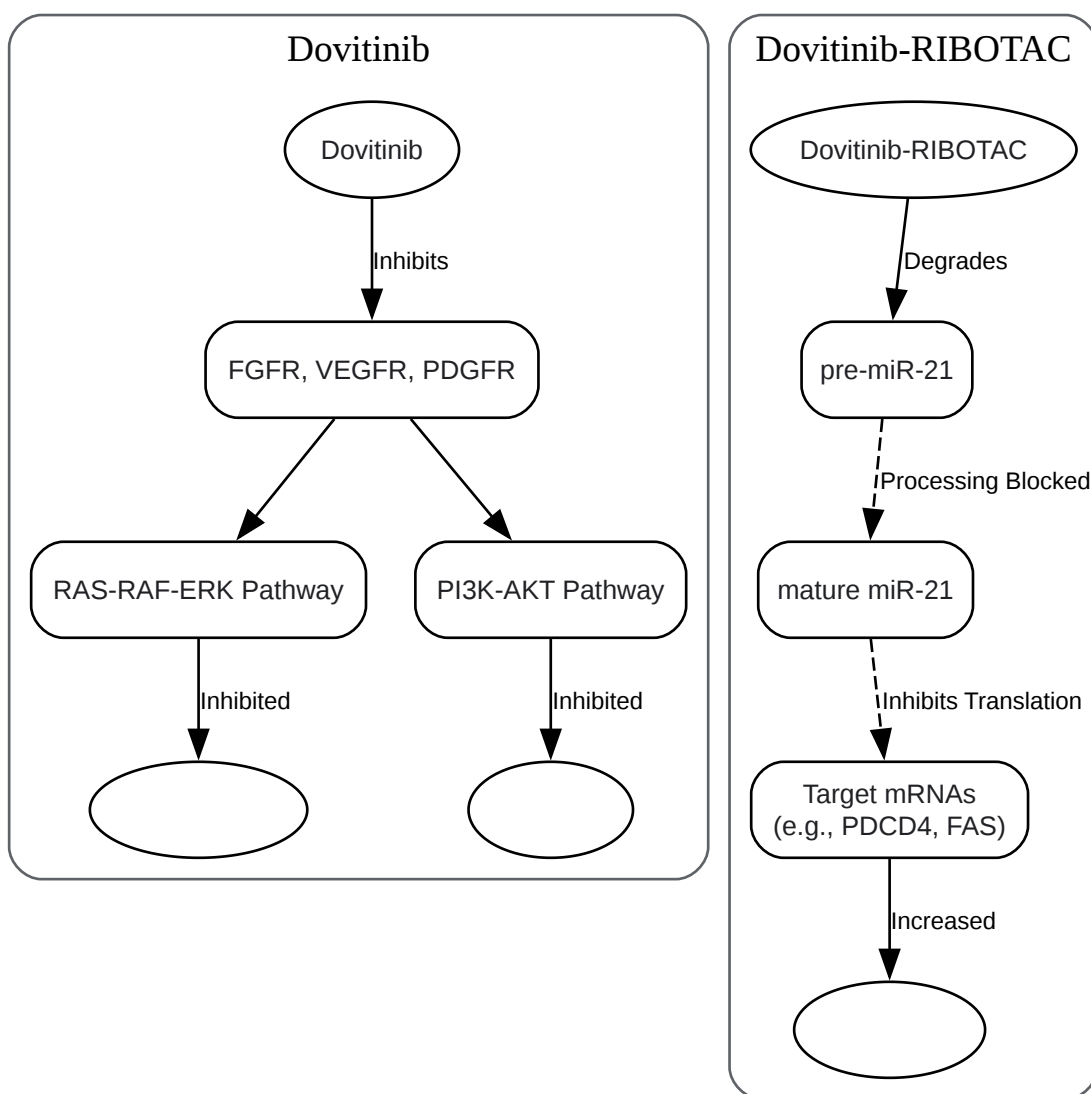 Dovitinib
Dovitinib
Inhibits
FGFR, VEGFR, PDGFR
RAS-RAF-ERK Pathway
PI3K-AKT Pathway
Inhibited
Inhibited
Dovitinib-RIBOTAC
Dovitinib-RIBOTAC
Degrades
pre-miR-21
Processing Blocked
mature miR-21
Inhibits Translation
Target mRNAs
(e.g., PDCD4, FAS)
Increased